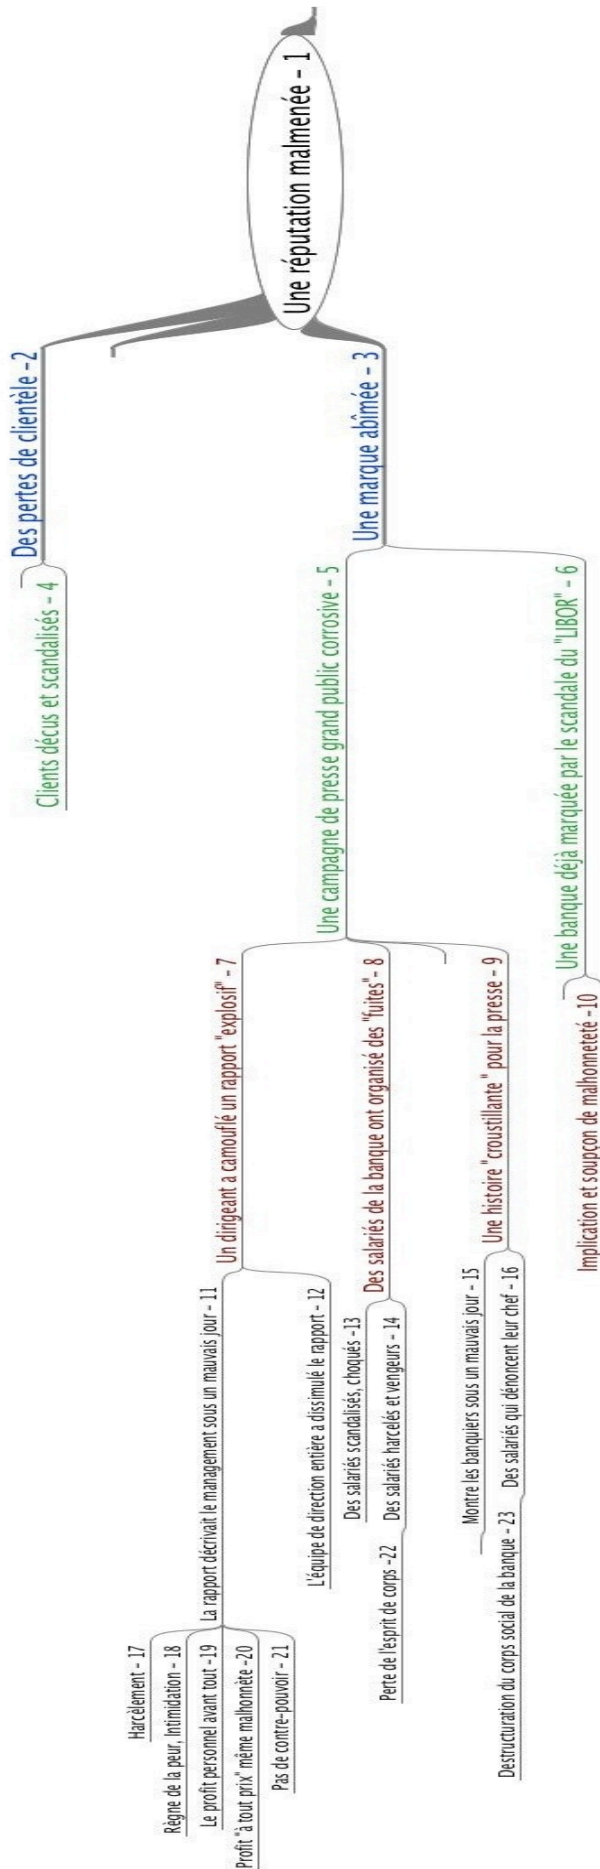 Une réputation malmenée - 1
Des pertes de clientèle -2
Une marque abîmée - 3
Clients décus et scandalisés - 4
Une campagne de presse grand public corrosive - 5
Une banque déjà marquée par le scandale du "LIBOR" - 6
Un dirigeant a camouflé un rapport "explosif" - 7
Des salariés de la banque ont organisé des "fuites"- 8
Une histoire "croustillante" pour la presse - 9
Implication et soupçon de malhonneteté -10
La rapport décrivait le management sous un mauvais jour - 11
L'équipe de direction entière a dissimulé le rapport - 12
Des salariés scandalisés, choqués -13
Des salariés harcelés et vengeurs - 14
Montre les banquiers sous un mauvais jour - 15
Des salariés qui dénoncent leur chef - 16
Harcèlement - 17
Règne de la peur, Intimidation - 18
Le profit personnel avant tout -19
Profit "à tout prix" même malhonnète -20
Pas de contre-pouvoir - 21
Perte de l'esprit de corps -22
Destructuration du corps social de la banque - 23